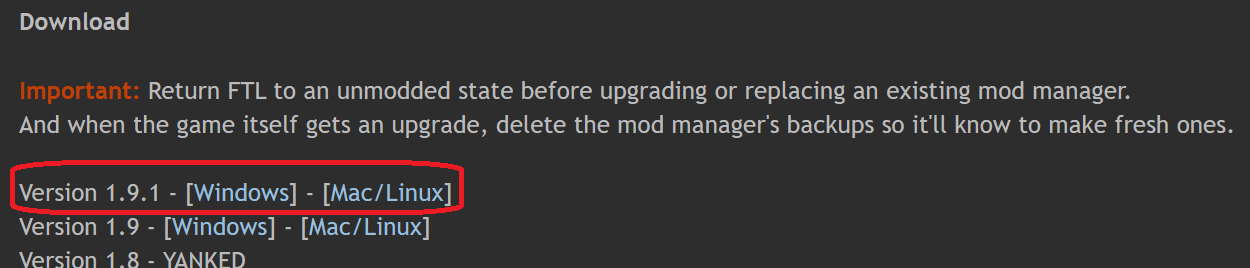 Download
Important: Return FTL to an unmodded state before upgrading or replacing an existing mod manager.
And when the game itself gets an upgrade, delete the mod manager's backups so it'll know to make fresh ones.
Version 1.9.1 - [Windows] - [Mac/Linux]
Version 1.9 - [Windows] - [Mac/Linux]
Version 1.8 - YANKED